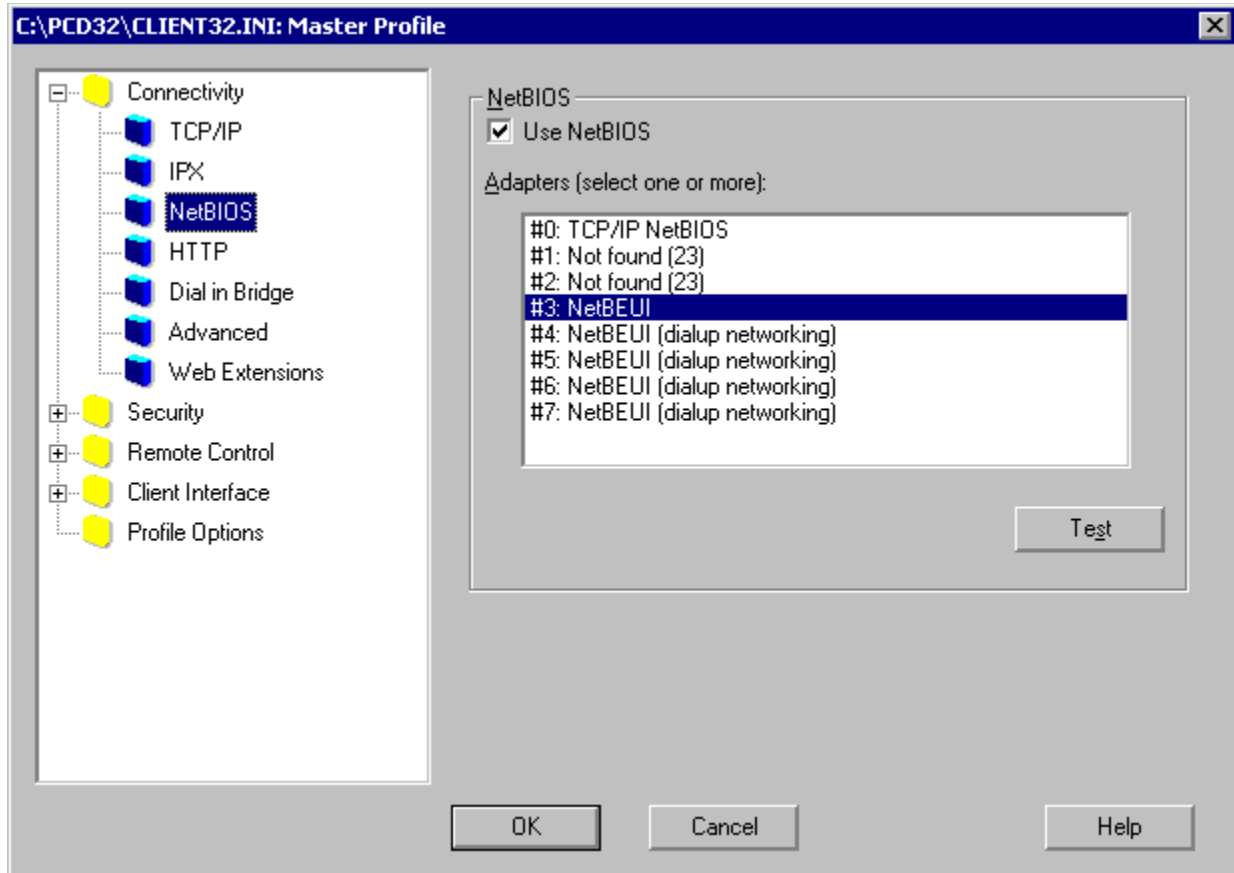 C:\PCD32\CLIENT32.INI: Master Profile
Connectivity
TCP/IP
IPX
NetBIOS
HTTP
Dial in Bridge
Advanced
Web Extensions
Security
Remote Control
Client Interface
Profile Options
NetBIOS
Use NetBIOS
Adapters (select one or more):
#0: TCP/IP NetBIOS
#1: Not found (23)
#2: Not found (23)
#3: NetBEUI
#4: NetBEUI (dialup networking)
#5: NetBEUI (dialup networking)
#6: NetBEUI (dialup networking)
#7: NetBEUI (dialup networking)
Test
OK
Cancel
Help